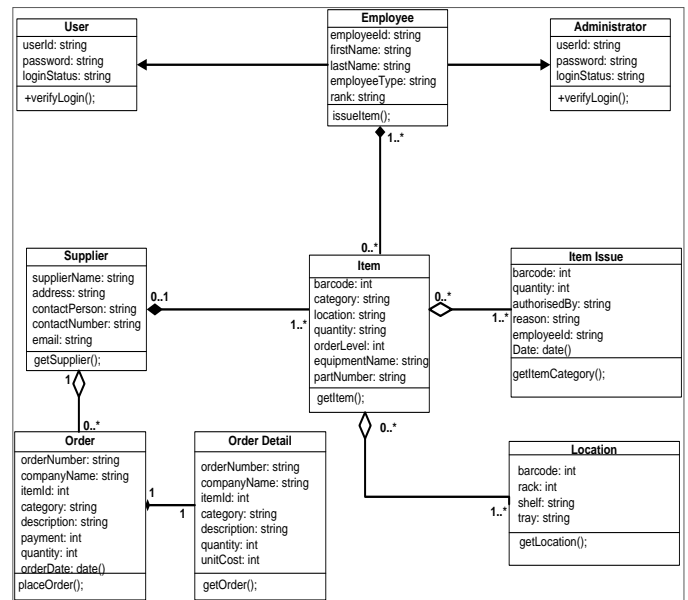 User
userId: string
password: string
loginStatus: string
+verifyLogin();
Employee
employeeId: string
firstName: string
lastName: string
employeeType: string
rank: string
issueItem();
Administrator
userId: string
password: string
loginStatus: string
+verifyLogin();
1..*
0..*
Supplier
supplierName: string
address: string
contactPerson: string
contactNumber: string
email: string
getSupplier();
0..1
1..*
Item
barcode: int
category: string
location: string
quantity: string
orderLevel: int
equipmentName: string
partNumber: string
getItem();
0..*
1..*
Item Issue
barcode: int
quantity: int
authorisedBy: string
reason: string
employeeId: string
Date: date()
getItemCategory();
1
0..*
Order
orderNumber: string
companyName: string
itemId: int
category: string
description: string
payment: int
quantity: int
orderDate: date()
placeOrder();
1
1
Order Detail
orderNumber: string
companyName: string
itemId: int
category: string
description: string
quantity: int
unitCost: int
getOrder();
0..*
1..*
Location
barcode: int
rack: int
shelf: string
tray: string
getLocation();